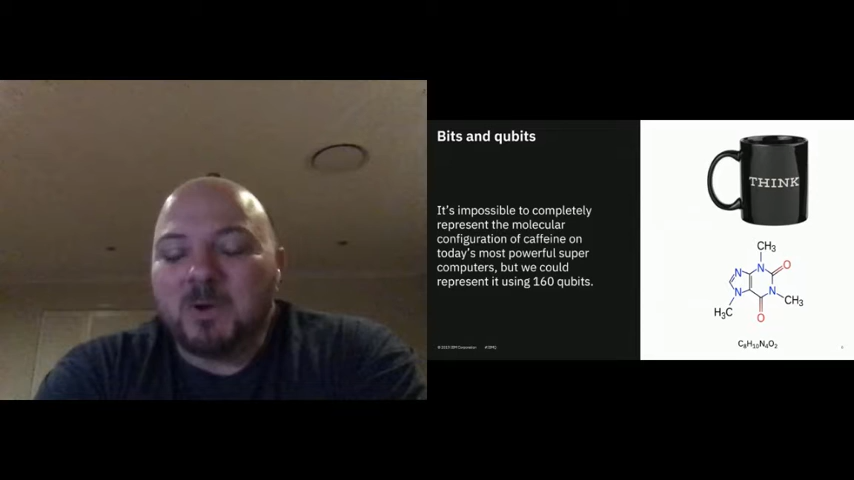 Bits and qubits
It's impossible to completely
represent the molecular
configuration of caffeine on
today's most powerful super
computers, but we could
represent it using 160 qubits.
THINK
CH₃
O
N
N
N
N
CH₃
H₃C
O
C₈H₁₀N₄O₂